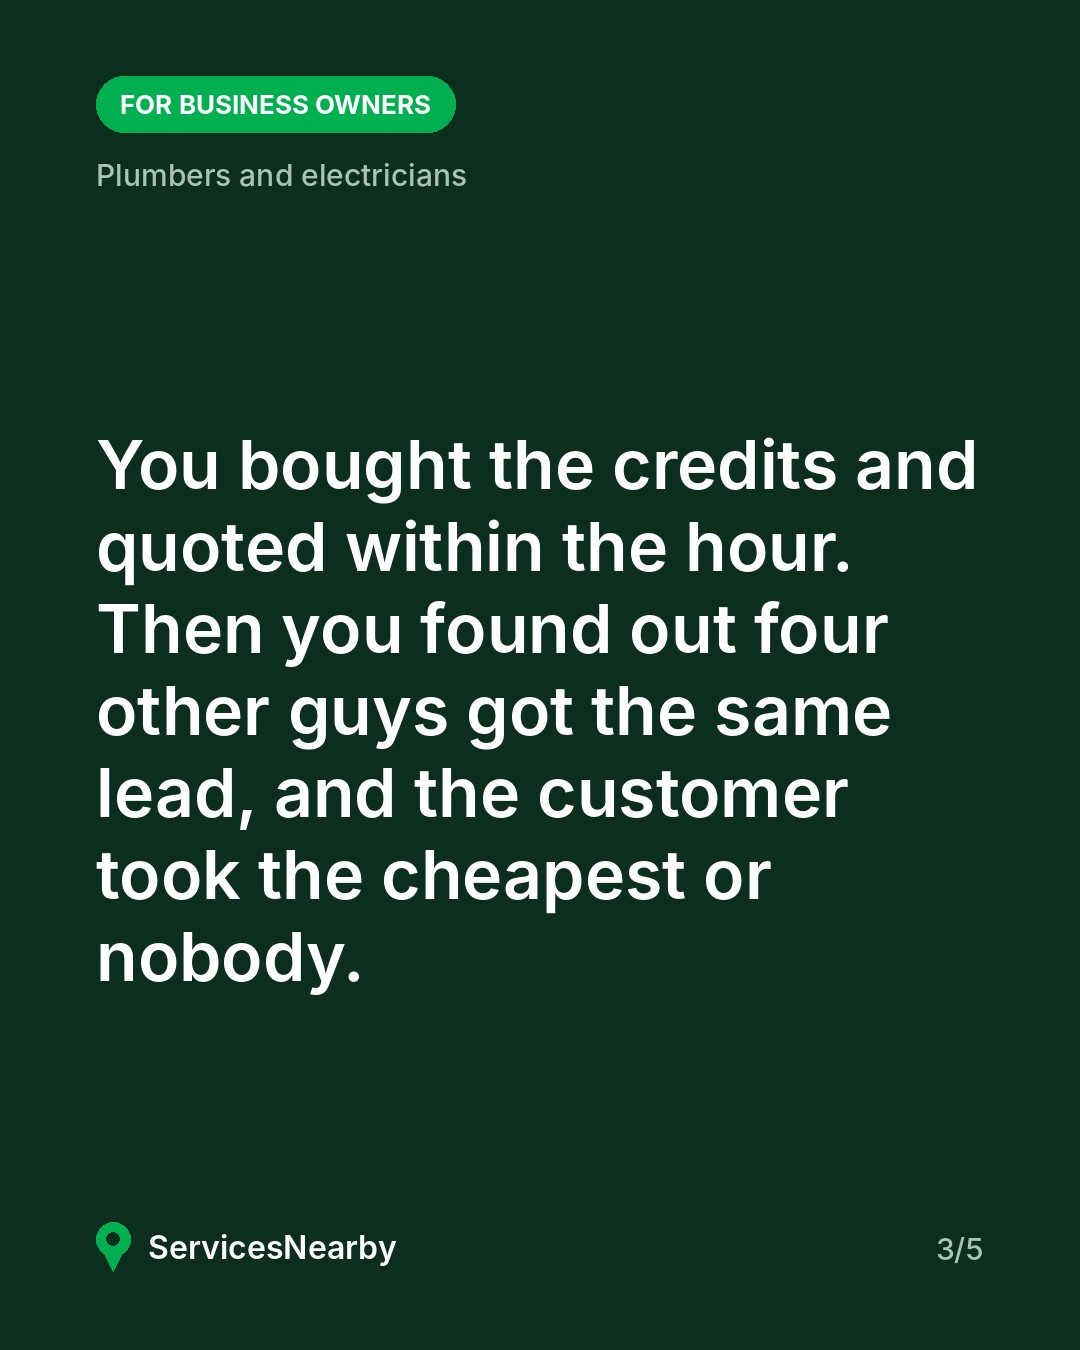 FOR BUSINESS OWNERS
Plumbers and electricians
You bought the credits and
quoted within the hour.
Then you found out four
other guys got the same
lead, and the customer
took the cheapest or
nobody.
ServicesNearby
3/5